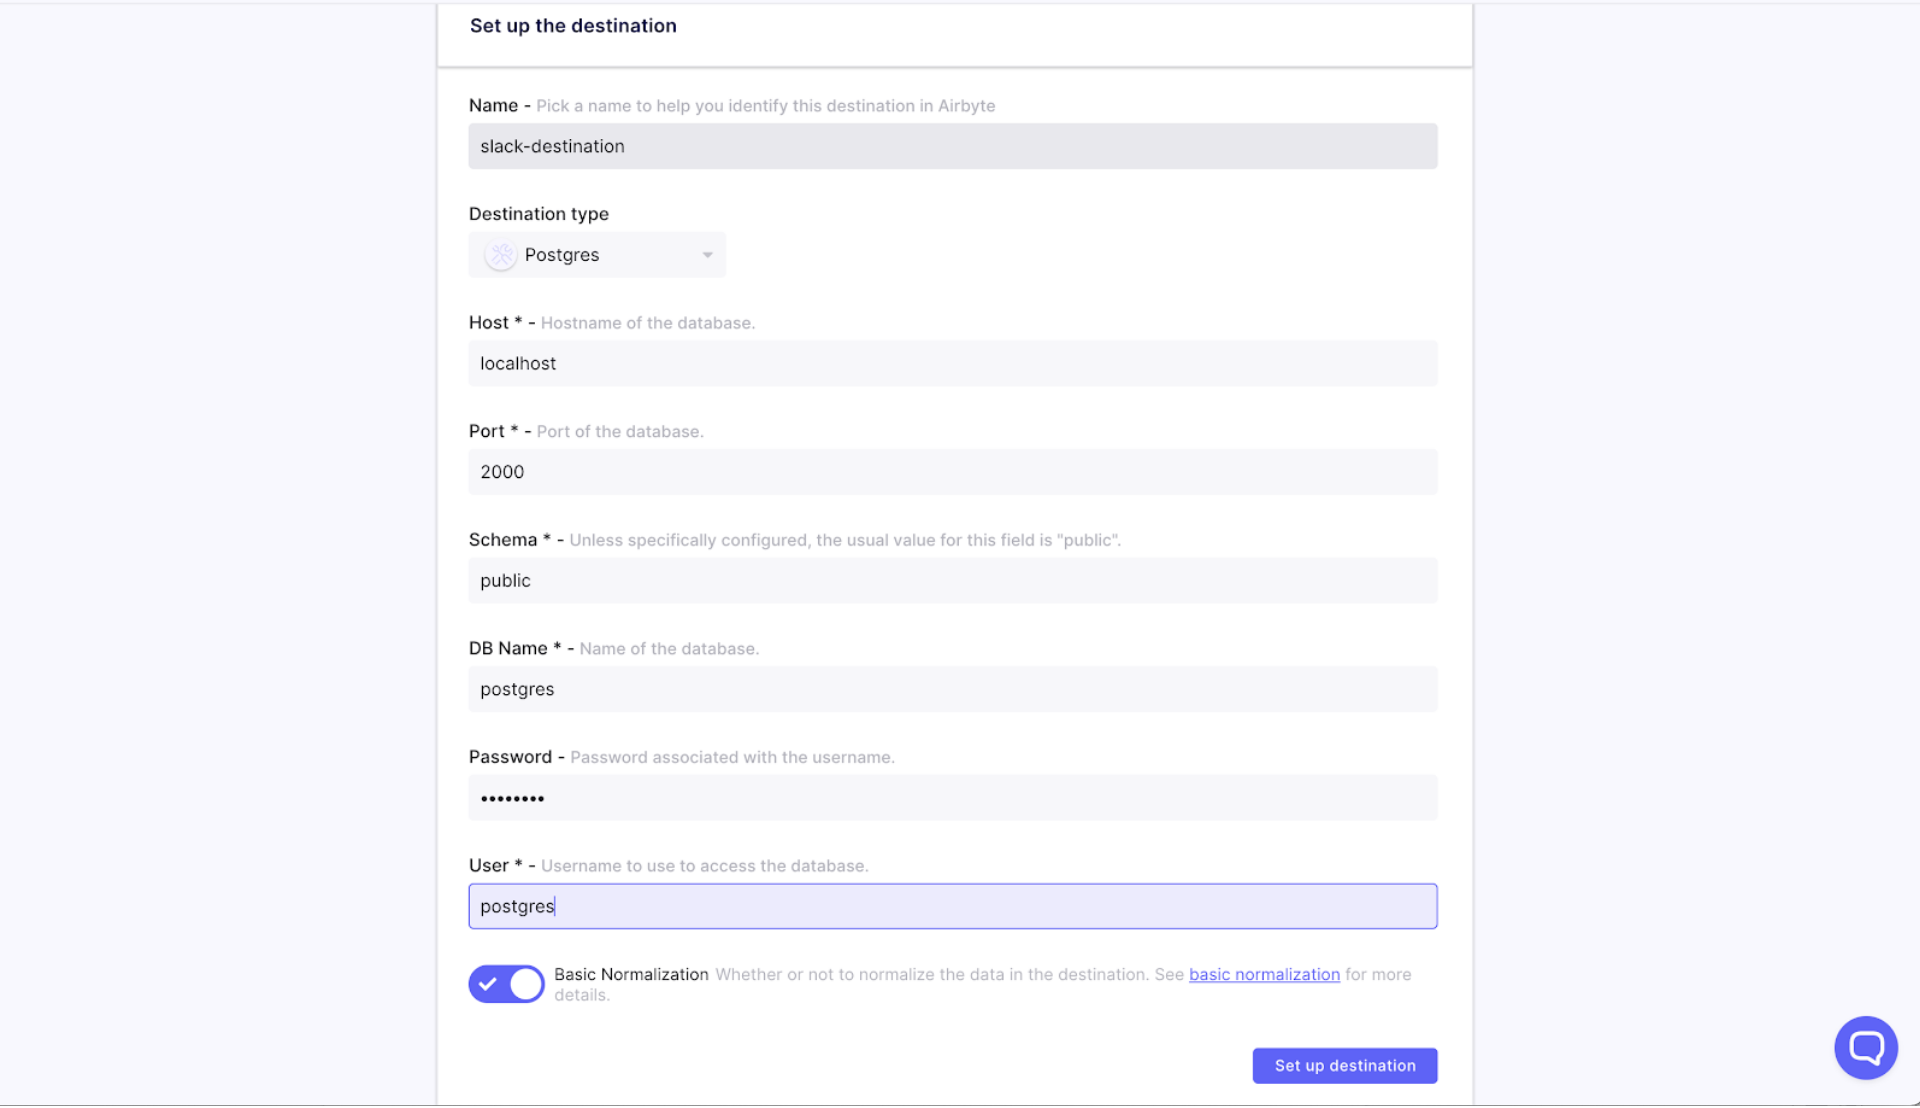 Set up the destination
Name - Pick a name to help you identify this destination in Airbyte
slack-destination
Destination type
Postgres
Host * - Hostname of the database.
localhost
Port * - Port of the database.
2000
Schema * - Unless specifically configured, the usual value for this field is "public".
public
DB Name * - Name of the database.
postgres
Password - Password associated with the username.
••••••••
User * - Username to use to access the database.
postgres
Basic Normalization Whether or not to normalize the data in the destination. See basic normalization for more
details.
Set up destination